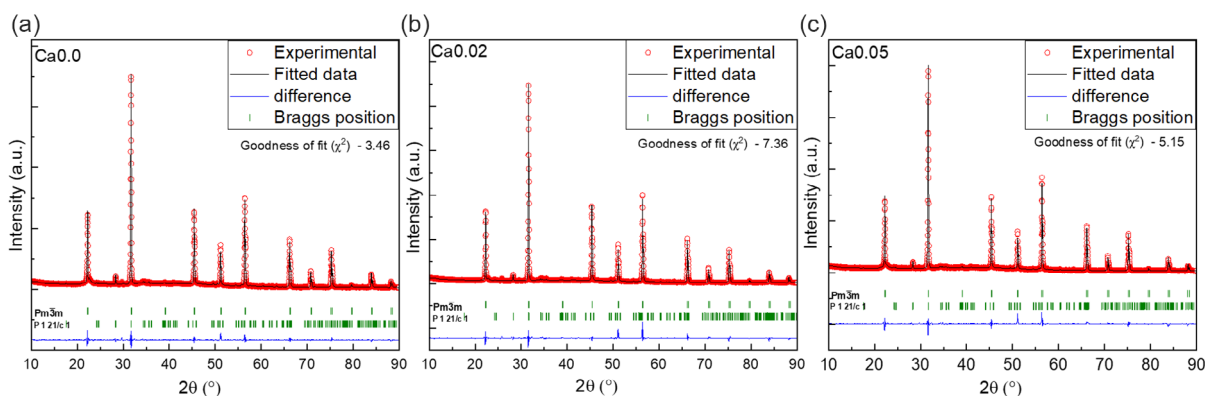 (a)
Ca0.0
Experimental
Fitted data
difference
Braggs position
Goodness of fit (χ²) - 3.46
Intensity (a.u.)
Pm3̄m
P 1 21/c 1
10 20 30 40 50 60 70 80 90
2θ (°)
(b)
Ca0.02
Experimental
Fitted data
difference
Braggs position
Goodness of fit (χ²) - 7.36
Intensity (a.u.)
Pm3̄m
P 1 21/c 1
10 20 30 40 50 60 70 80 90
2θ (°)
(c)
Ca0.05
Experimental
Fitted data
difference
Braggs position
Goodness of fit (χ²) - 5.15
Intensity (a.u.)
Pm3̄m
P 1 21/c 1
10 20 30 40 50 60 70 80 90
2θ (°)